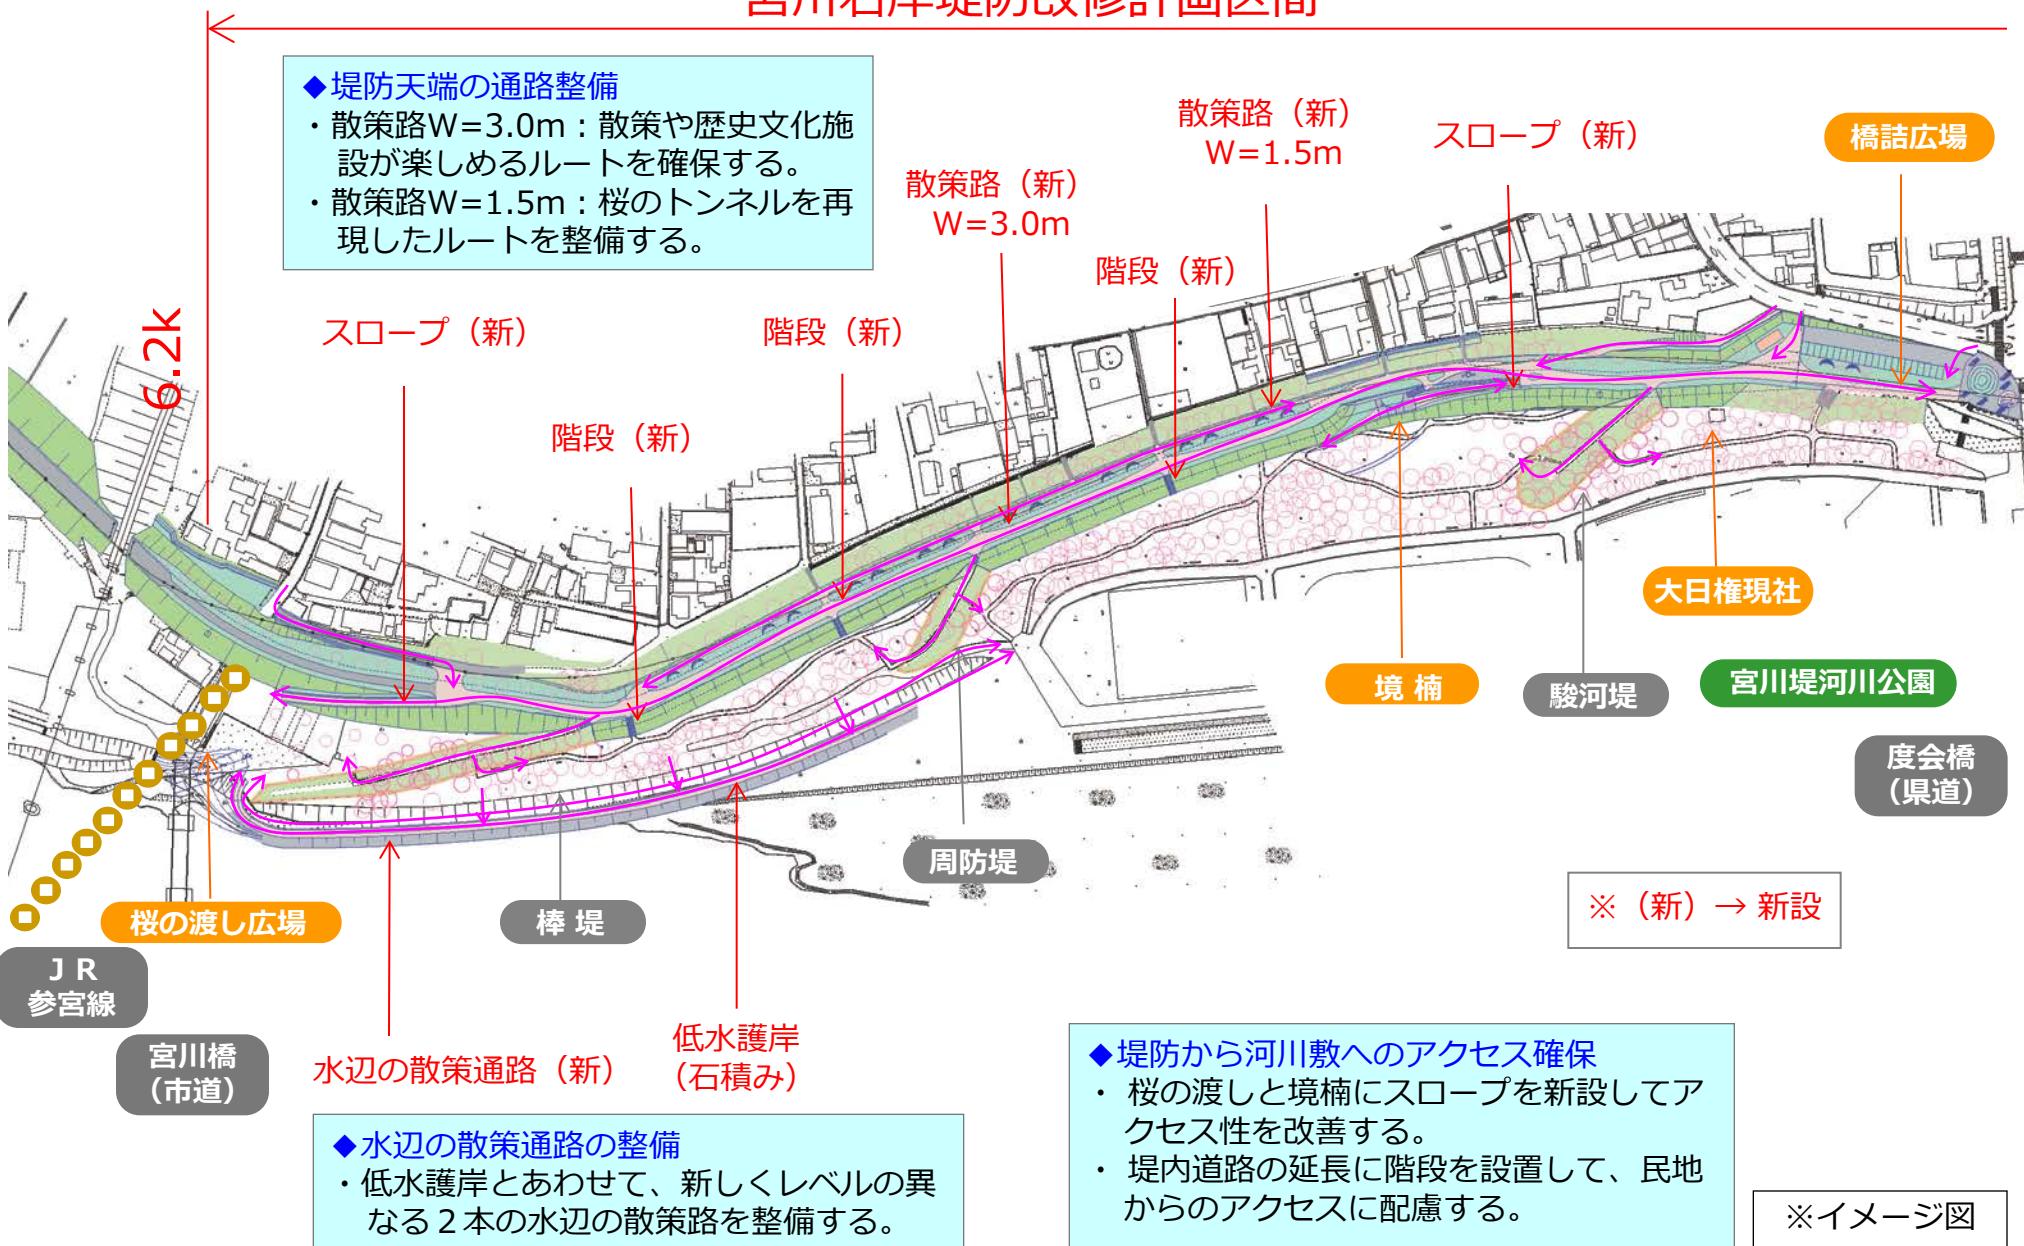 宮川右岸堤防改修計画区間
◆堤防天端の通路整備
・散策路W=3.0m：散策や歴史文化施
設が楽しめるルートを確保する。
・散策路W=1.5m：桜のトンネルを再
現したルートを整備する。
散策路（新）
W=1.5m
スロープ（新）
橋詰広場
散策路（新）
W=3.0m
階段（新）
6.2k
スロープ（新）
階段（新）
階段（新）
大日権現社
境 楠
駿河堤
宮川堤河川公園
度会橋
（県道）
周防堤
※（新）→ 新設
桜の渡し広場
棒 堤
ＪＲ
参宮線
宮川橋
（市道）
水辺の散策通路（新）
低水護岸
（石積み）
◆水辺の散策通路の整備
・低水護岸とあわせて、新しくレベルの異
なる２本の水辺の散策路を整備する。
◆堤防から河川敷へのアクセス確保
・ 桜の渡しと境楠にスロープを新設してア
クセス性を改善する。
・ 堤内道路の延長に階段を設置して、民地
からのアクセスに配慮する。
※イメージ図